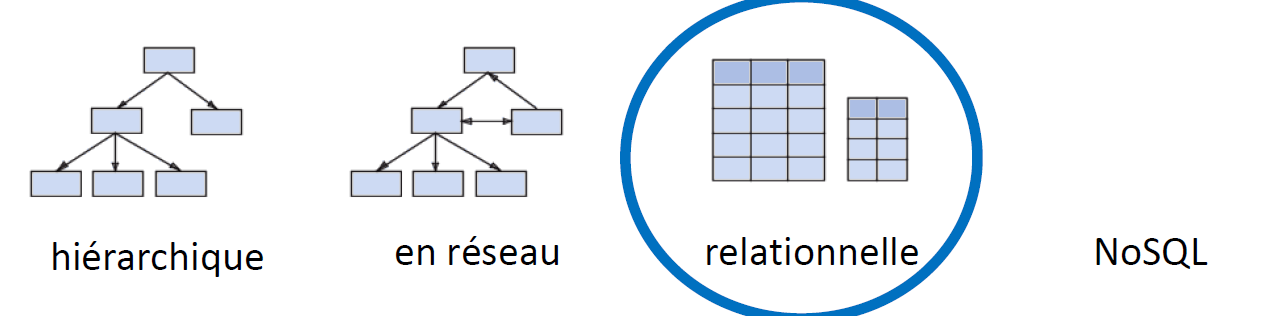 hiérarchique
en réseau
relationnelle
NoSQL